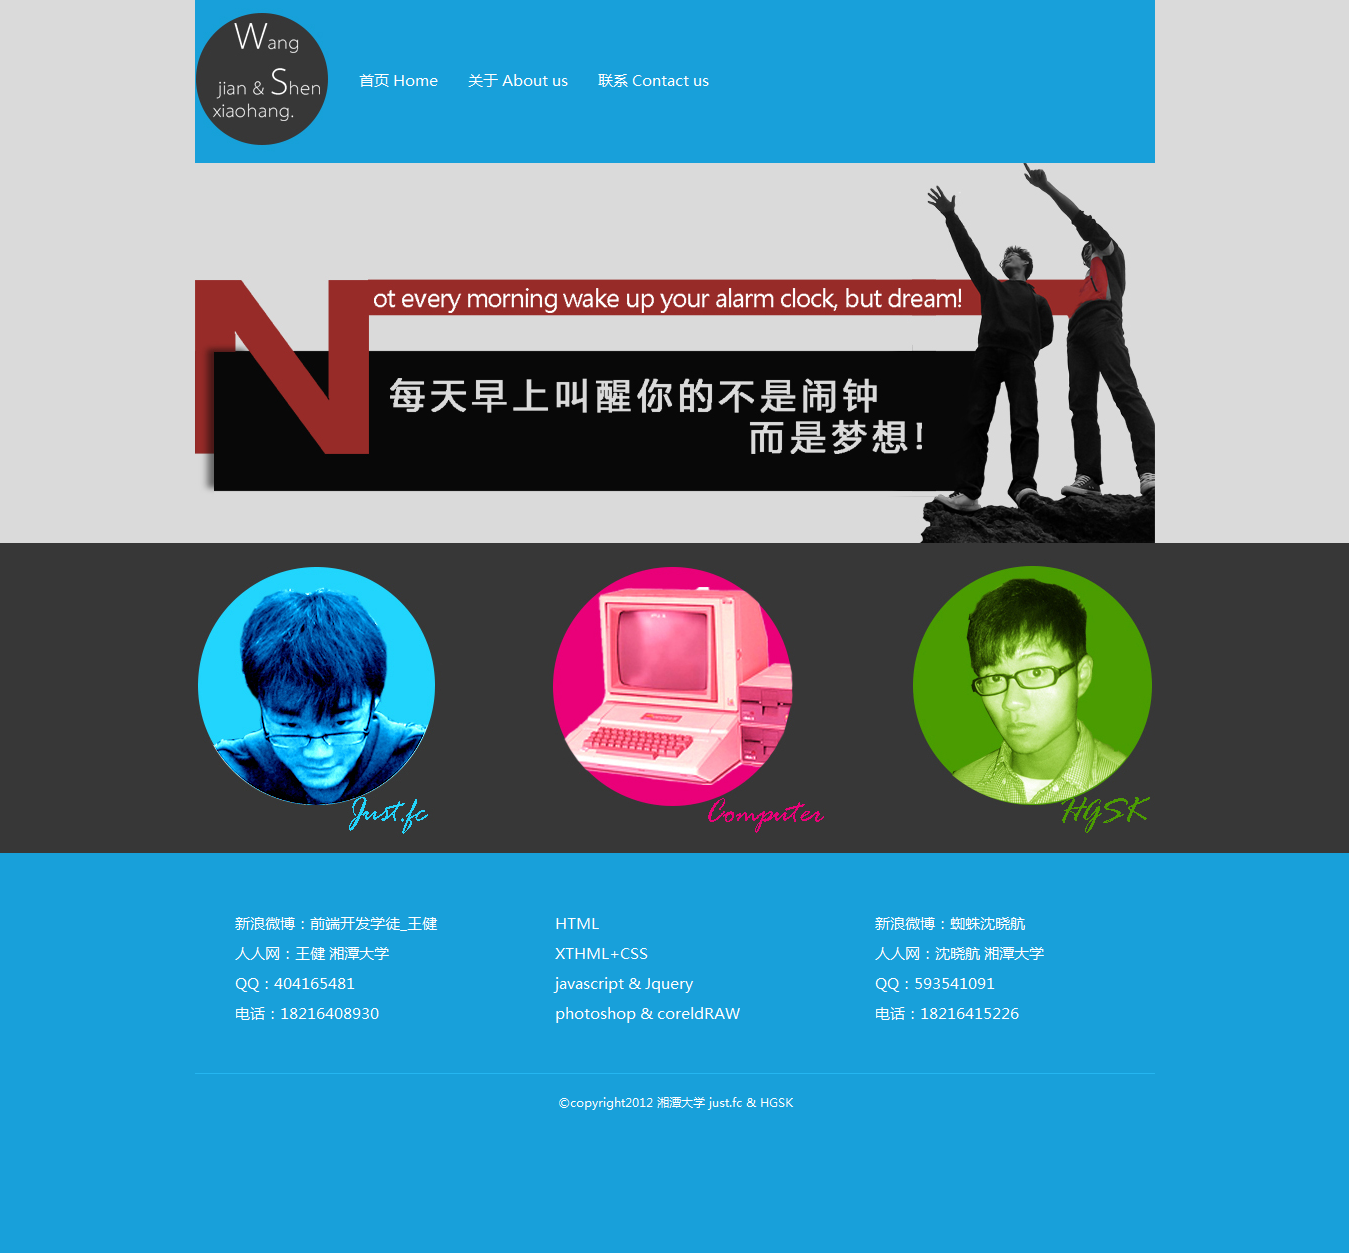 Wang
jian & Shen
xiaohang.
首页 Home 关于 About us 联系 Contact us
Not every morning wake up your alarm clock, but dream!
每天早上叫醒你的不是闹钟
而是梦想!
Just.fc
Computer
HGSK
新浪微博：前端开发学徒_王健
人人网：王健 湘潭大学
QQ：404165481
电话：18216408930
HTML
XTHML+CSS
javascript & Jquery
photoshop & coreldRAW
新浪微博：蜘蛛沈晓航
人人网：沈晓航 湘潭大学
QQ：593541091
电话：18216415226
©copyright2012 湘潭大学 just.fc & HGSK